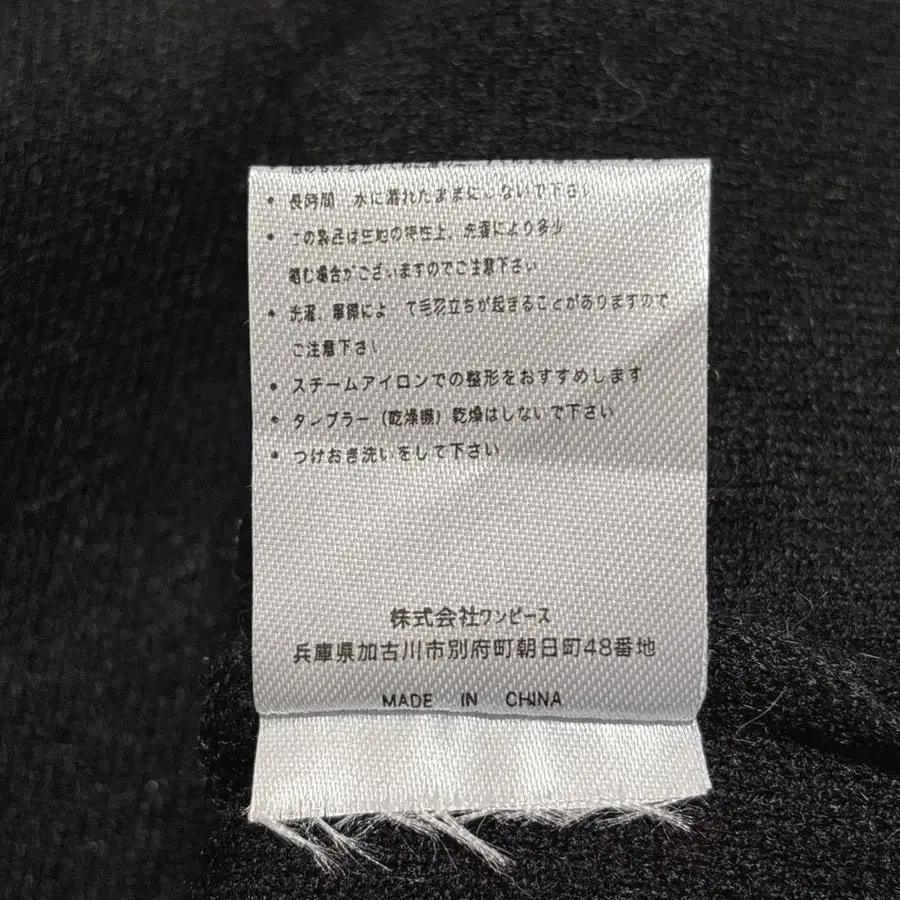 • 長時間 水に濡れたままにしないで下さい
• この製品は生地の特性上、洗濯により多少
縮む場合がございますのでご注意下さい
• 洗濯、摩擦によ て毛羽立ちが起きることがありますので
ご注意下さい
• スチームアイロンでの整形をおすすめします
• タンブラー（乾燥機）乾燥はしないで下さい
• つけおき洗いをして下さい
株式会社ワンピース
兵庫県加古川市別府町朝日町48番地
MADE IN CHINA